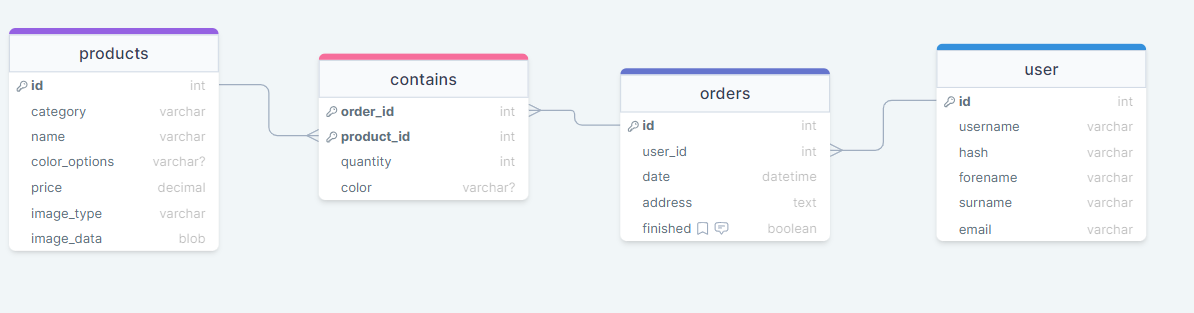 products
id int
category varchar
name varchar
color_options varchar?
price decimal
image_type varchar
image_data blob
contains
order_id int
product_id int
quantity int
color varchar?
orders
id int
user_id int
date datetime
address text
finished boolean
user
id int
username varchar
hash varchar
forename varchar
surname varchar
email varchar